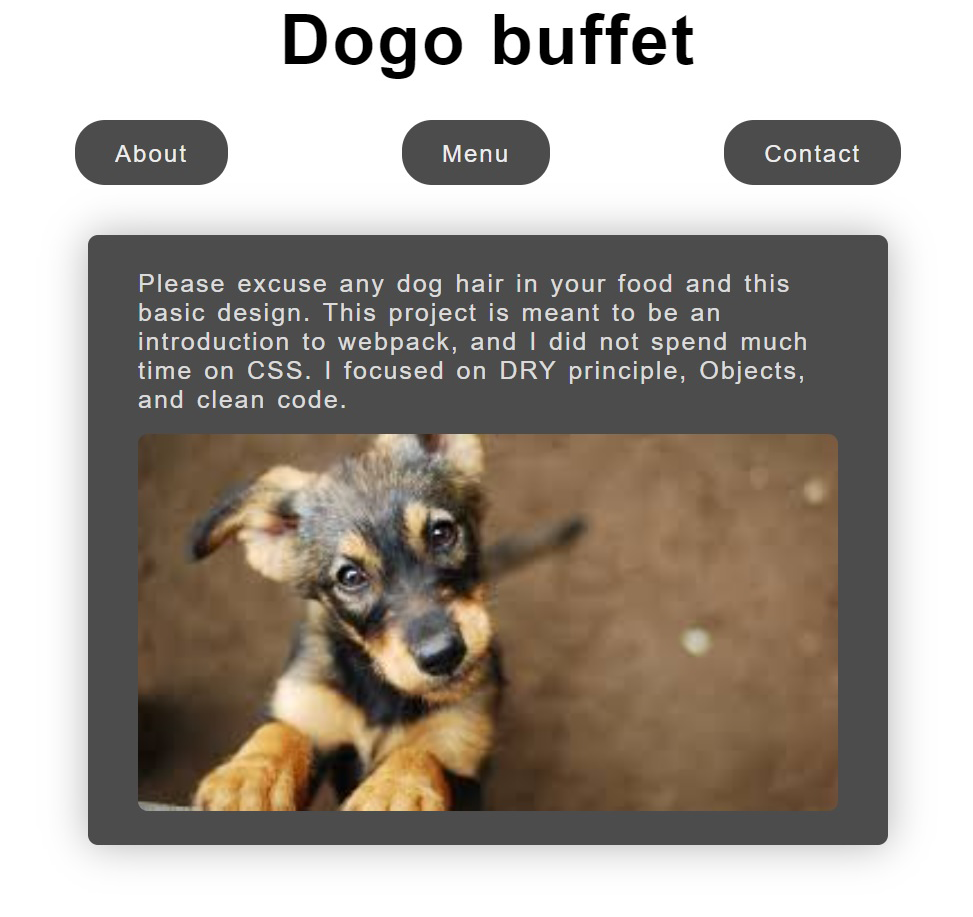 Dogo buffet
About
Menu
Contact
Please excuse any dog hair in your food and this
basic design. This project is meant to be an
introduction to webpack, and I did not spend much
time on CSS. I focused on DRY principle, Objects,
and clean code.